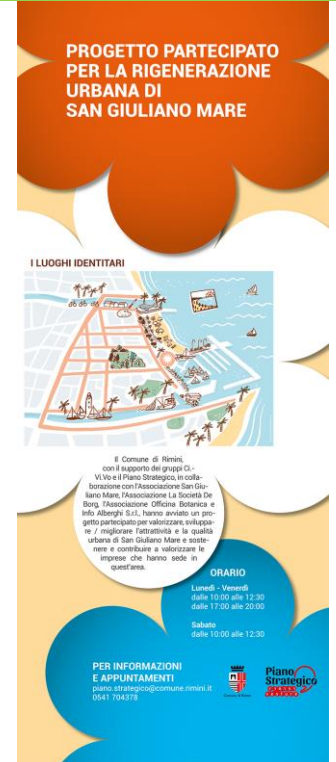 PROGETTO PARTECIPATO
PER LA RIGENERAZIONE
URBANA DI
SAN GIULIANO MARE
I LUOGHI IDENTITARI
Il Comune di Rimini,
con il supporto dei gruppi Ci.-
Vi.Vo e il Piano Strategico, in colla-
borazione con l'Associazione San Giu-
liano Mare, l'Associazione La Società De
Borg, l'Associazione Officina Botanica e
Info Alberghi S.r.l., hanno avviato un pro-
getto partecipato per valorizzare, sviluppa-
re / migliorare l'attrattività e la qualità
urbana di San Giuliano Mare e soste-
nere e contribuire a valorizzare le
imprese che hanno sede in
quest'area.
ORARIO
Lunedì - Venerdì
dalle 10:00 alle 12:30
dalle 17:00 alle 20:00
Sabato
dalle 10:00 alle 12:30
PER INFORMAZIONI
E APPUNTAMENTI
piano.strategico@comune.rimini.it
0541 704378
Comune di Rimini
Piano
Strategico